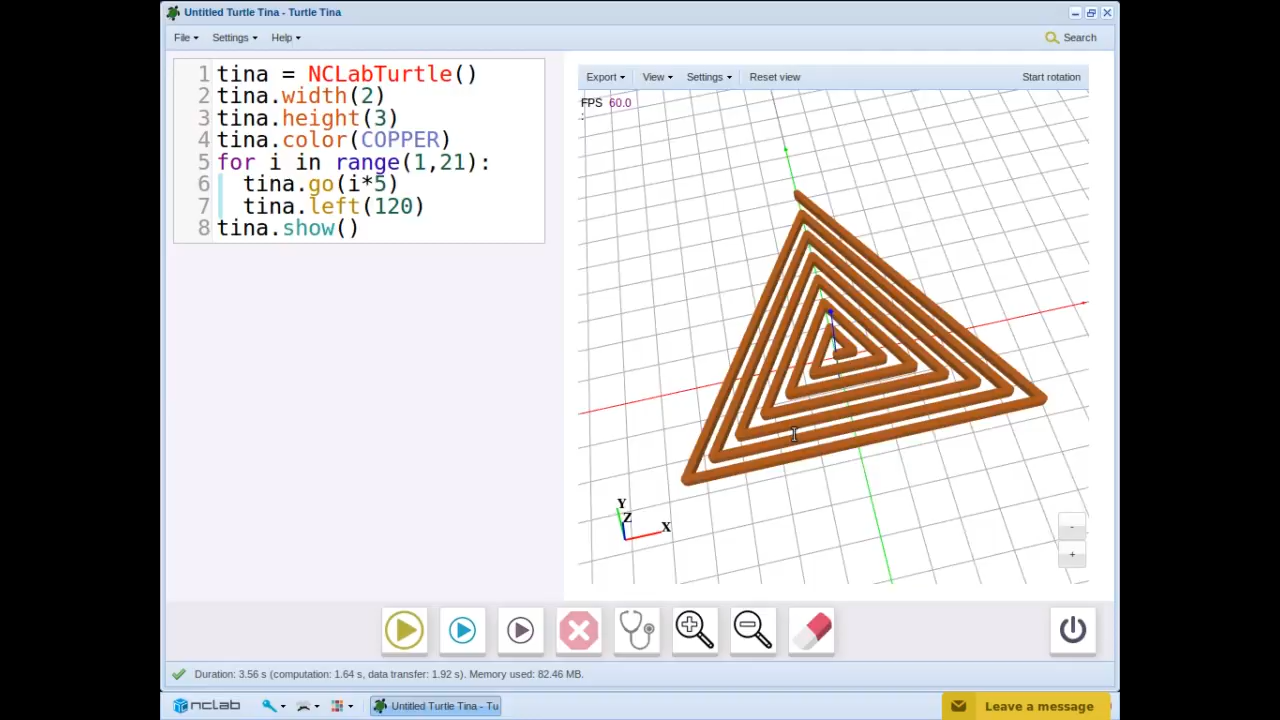 Untitled Turtle Tina - Turtle Tina
File Settings Help Search
1 tina = NCLabTurtle()
2 tina.width(2)
3 tina.height(3)
4 tina.color(COPPER)
5 for i in range(1,21):
6 tina.go(i*5)
7 tina.left(120)
8 tina.show()
Export View Settings Reset view Start rotation
FPS 60.0
:
Y
Z
X
-
+
Duration: 3.56 s (computation: 1.64 s, data transfer: 1.92 s). Memory used: 82.46 MB.
nclab Untitled Turtle Tina - Tu Leave a message